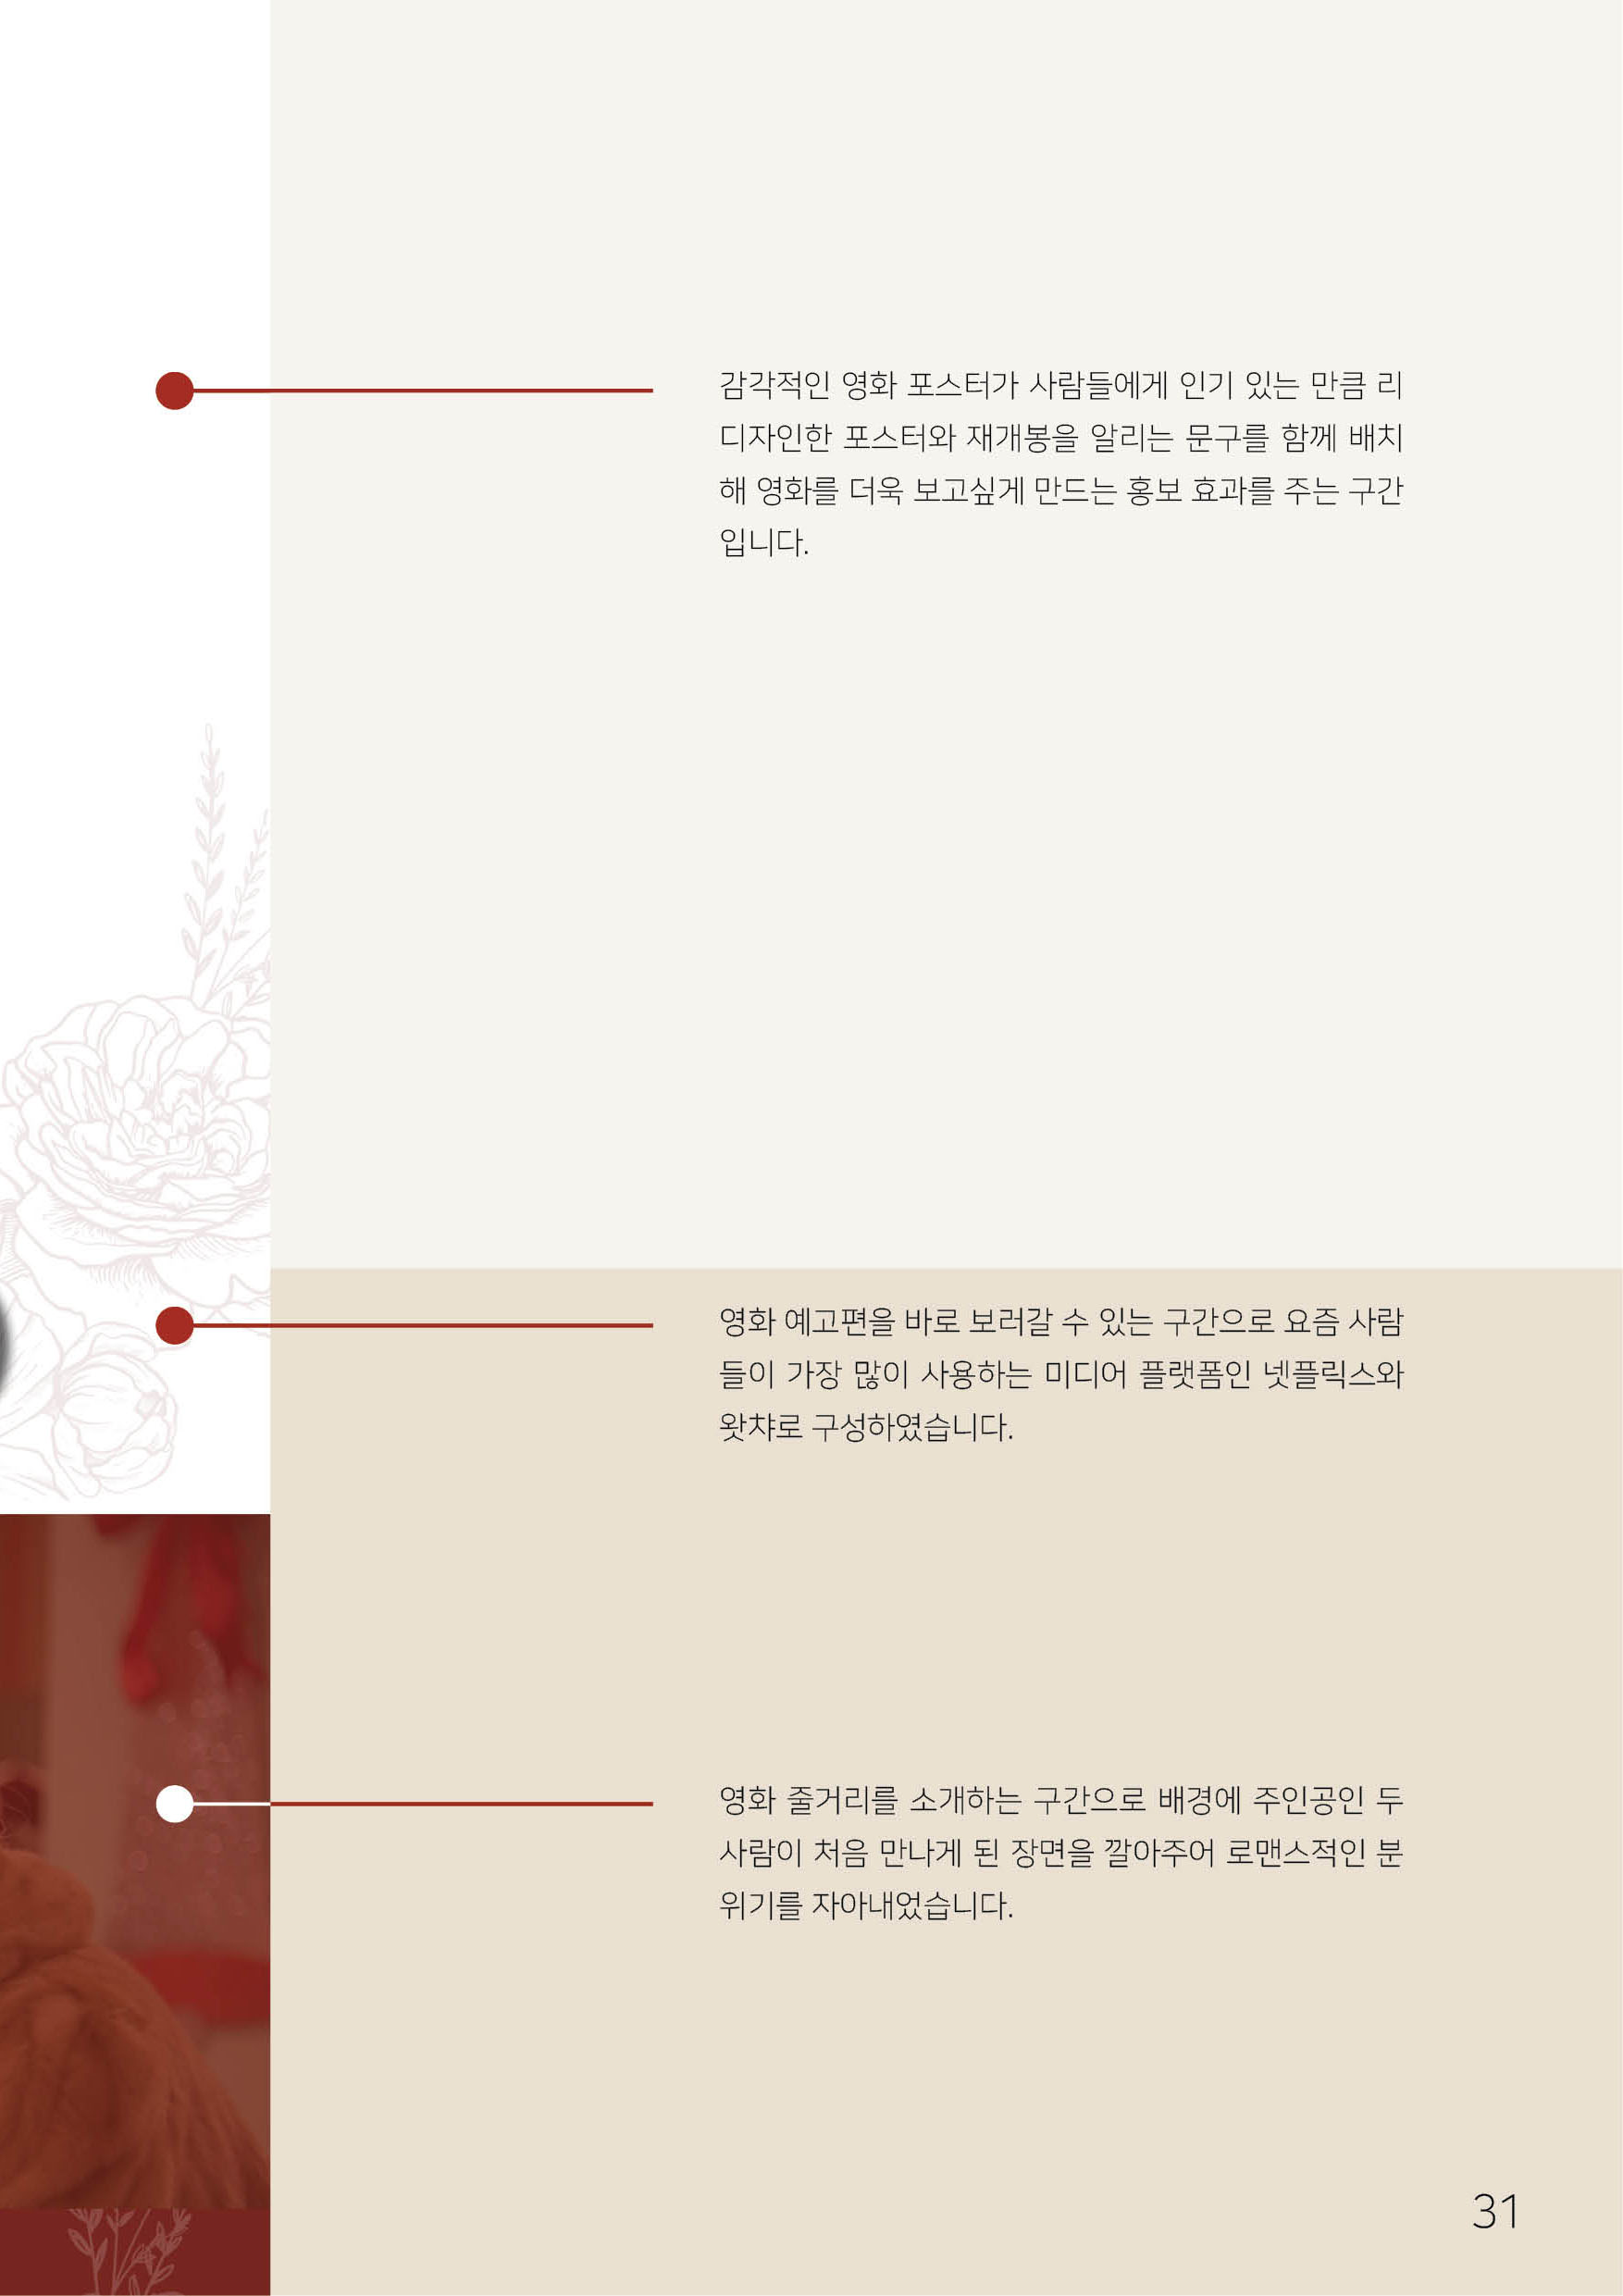 감각적인 영화 포스터가 사람들에게 인기 있는 만큼 리
디자인한 포스터와 재개봉을 알리는 문구를 함께 배치
해 영화를 더욱 보고싶게 만드는 홍보 효과를 주는 구간
입니다.
영화 예고편을 바로 보러갈 수 있는 구간으로 요즘 사람
들이 가장 많이 사용하는 미디어 플랫폼인 넷플릭스와
왓챠로 구성하였습니다.
영화 줄거리를 소개하는 구간으로 배경에 주인공인 두
사람이 처음 만나게 된 장면을 깔아주어 로맨스적인 분
위기를 자아내었습니다.
31